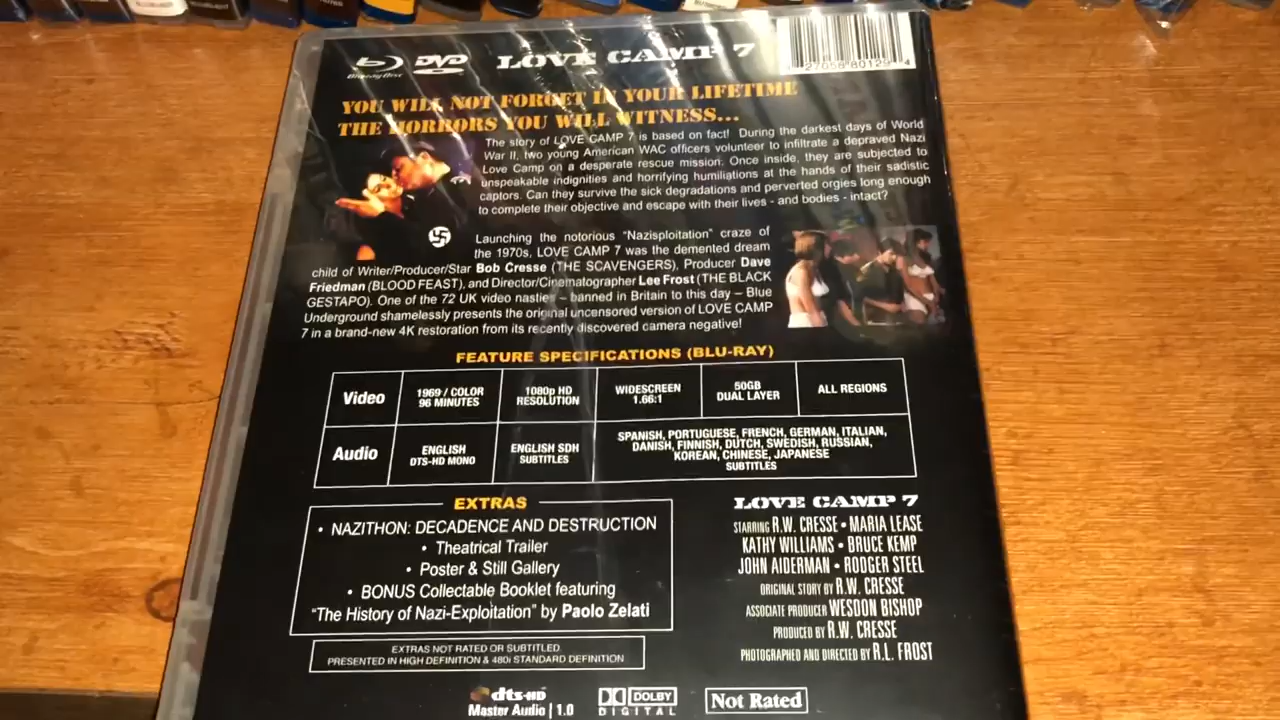 Blu-ray Disc DVD LOVE CAMP 7
27058 80129 4
YOU WILL NOT FORGET IN YOUR LIFETIME
THE HORRORS YOU WILL WITNESS...
The story of LOVE CAMP 7 is based on fact! During the darkest days of World
War II, two young American WAC officers volunteer to infiltrate a depraved Nazi
Love Camp on a desperate rescue mission. Once inside, they are subjected to
unspeakable indignities and horrifying humiliations at the hands of their sadistic
captors. Can they survive the sick degradations and perverted orgies long enough
to complete their objective and escape with their lives - and bodies - intact?
Launching the notorious "Nazisploitation" craze of
the 1970s, LOVE CAMP 7 was the demented dream
child of Writer/Producer/Star Bob Cresse (THE SCAVENGERS), Producer Dave
Friedman (BLOOD FEAST), and Director/Cinematographer Lee Frost (THE BLACK
GESTAPO). One of the 72 UK video nasties – banned in Britain to this day – Blue
Underground shamelessly presents the original uncensored version of LOVE CAMP
7 in a brand-new 4K restoration from its recently discovered camera negative!
FEATURE SPECIFICATIONS (BLU-RAY)
Video
1969 / COLOR
96 MINUTES
1080p HD
RESOLUTION
WIDESCREEN
1.66:1
50GB
DUAL LAYER
ALL REGIONS
Audio
ENGLISH
DTS-HD MONO
ENGLISH SDH
SUBTITLES
SPANISH, PORTUGUESE, FRENCH, GERMAN, ITALIAN,
DANISH, FINNISH, DUTCH, SWEDISH, RUSSIAN,
KOREAN, CHINESE, JAPANESE
SUBTITLES
EXTRAS
• NAZITHON: DECADENCE AND DESTRUCTION
• Theatrical Trailer
• Poster & Still Gallery
• BONUS Collectable Booklet featuring
"The History of Nazi-Exploitation" by Paolo Zelati
EXTRAS NOT RATED OR SUBTITLED.
PRESENTED IN HIGH DEFINITION & 480i STANDARD DEFINITION
LOVE CAMP 7
STARRING R.W. CRESSE • MARIA LEASE
KATHY WILLIAMS • BRUCE KEMP
JOHN AIDERMAN • RODGER STEEL
ORIGINAL STORY BY R.W. CRESSE
ASSOCIATE PRODUCER WESDON BISHOP
PRODUCED BY R.W. CRESSE
PHOTOGRAPHED AND DIRECTED BY R.L. FROST
dts-HD
Master Audio | 1.0
DOLBY
DIGITAL
Not Rated